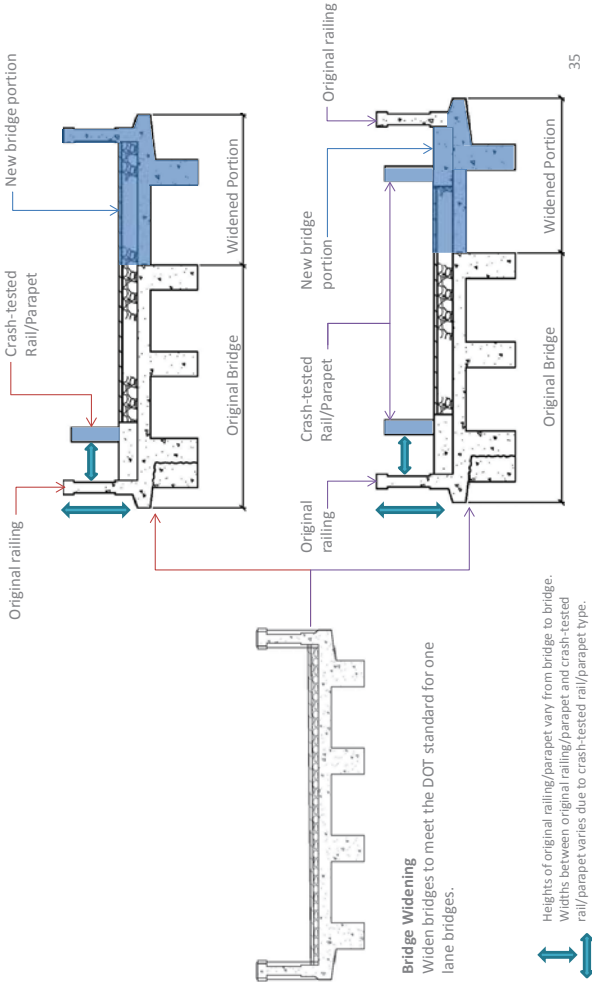 Bridge Widening
Widen bridges to meet the DOT standard for one
lane bridges.
Original railing
Crash-tested
Rail/Parapet
New bridge portion
Original Bridge
Widened Portion
Original
railing
Crash-tested
Rail/Parapet
New bridge
portion
Original railing
Original Bridge
Widened Portion
Heights of original railing/parapet vary from bridge to bridge.
Widths between original railing/parapet and crash-tested
rail/parapet varies due to crash-tested rail/parapet type.
35